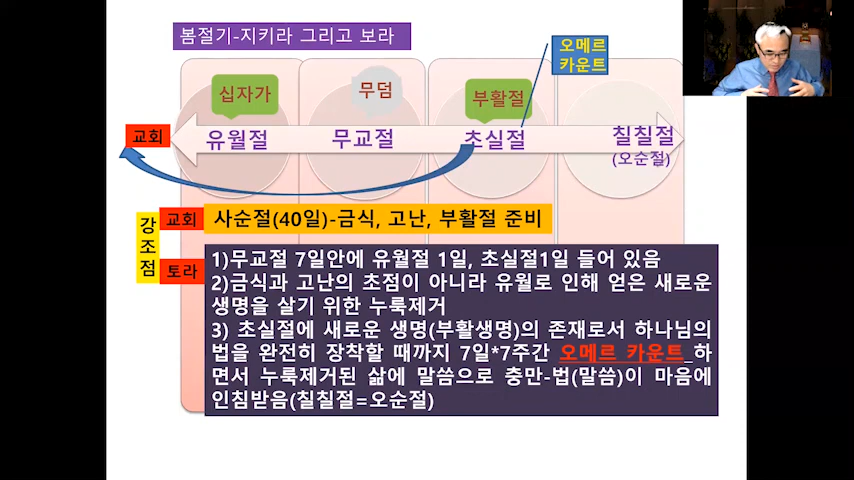 봄절기-지키라 그리고 보라
오메르
카운트
십자가
무덤
부활절
교회
유월절
무교절
초실절
칠칠절
(오순절)
강조점
교회
사순절(40일)-금식, 고난, 부활절 준비
토라
1)무교절 7일안에 유월절 1일, 초실절1일 들어 있음
2)금식과 고난의 초점이 아니라 유월로 인해 얻은 새로운
생명을 살기 위한 누룩제거
3) 초실절에 새로운 생명(부활생명)의 존재로서 하나님의
법을 완전히 장착할 때까지 7일*7주간 오메르 카운트 하
면서 누룩제거된 삶에 말씀으로 충만-법(말씀)이 마음에
인침받음(칠칠절=오순절)